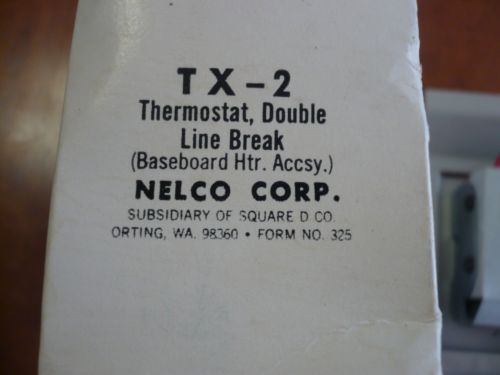 TX-2
Thermostat, Double
Line Break
(Baseboard Htr. Accsy.)
NELCO CORP.
SUBSIDIARY OF SQUARE D CO.
ORTING, WA. 98360 • FORM NO. 325